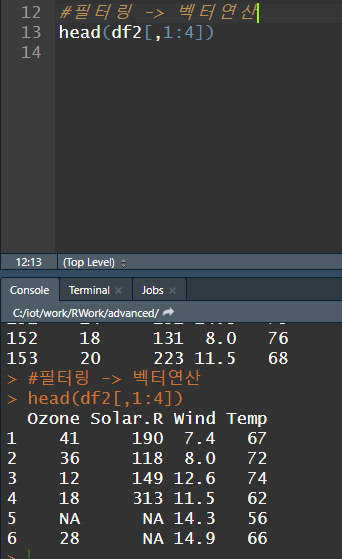 12 #필터링 -> 벡터연산
13 head(df2[,1:4])
14
12:13 (Top Level)
Console Terminal Jobs
C:/iot/work/RWork/advanced/
152 18 131 8.0 76
153 20 223 11.5 68
> #필터링 -> 벡터연산
> head(df2[,1:4])
Ozone Solar.R Wind Temp
1 41 190 7.4 67
2 36 118 8.0 72
3 12 149 12.6 74
4 18 313 11.5 62
5 NA NA 14.3 56
6 28 NA 14.9 66
>